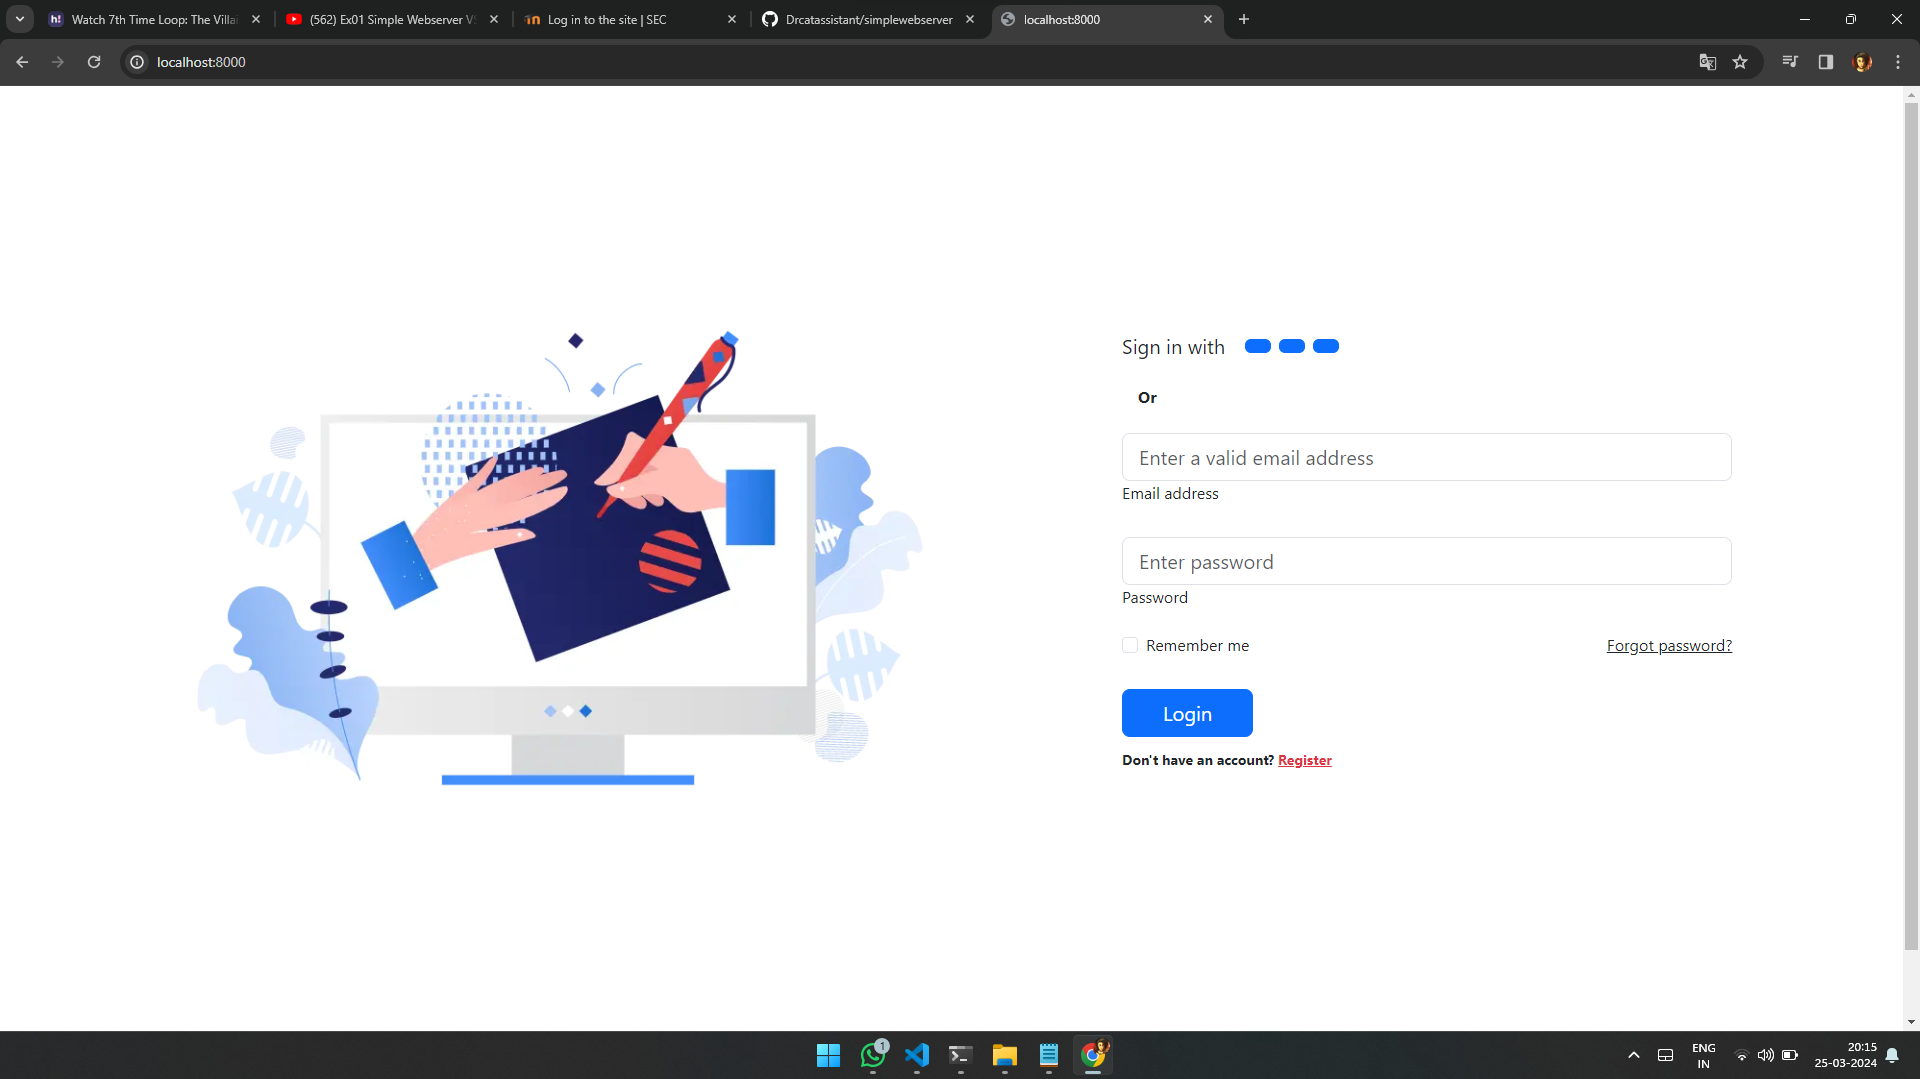 h! Watch 7th Time Loop: The Villai
(562) Ex01 Simple Webserver VS
Log in to the site | SEC
Drcatassistant/simplewebserver
localhost:8000
localhost:8000
Sign in with
Or
Enter a valid email address
Email address
Enter password
Password
Remember me
Forgot password?
Login
Don't have an account? Register
1
ENG
IN
20:15
25-03-2024